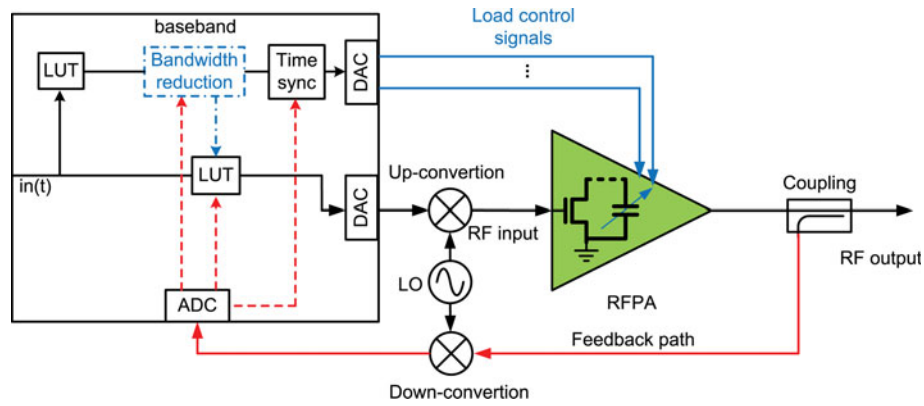 baseband
Load control
signals
LUT
Bandwidth
reduction
Time
sync
DAC
...
in(t)
LUT
DAC
Up-convertion
RF input
LO
RFPA
Coupling
RF output
ADC
Feedback path
Down-convertion